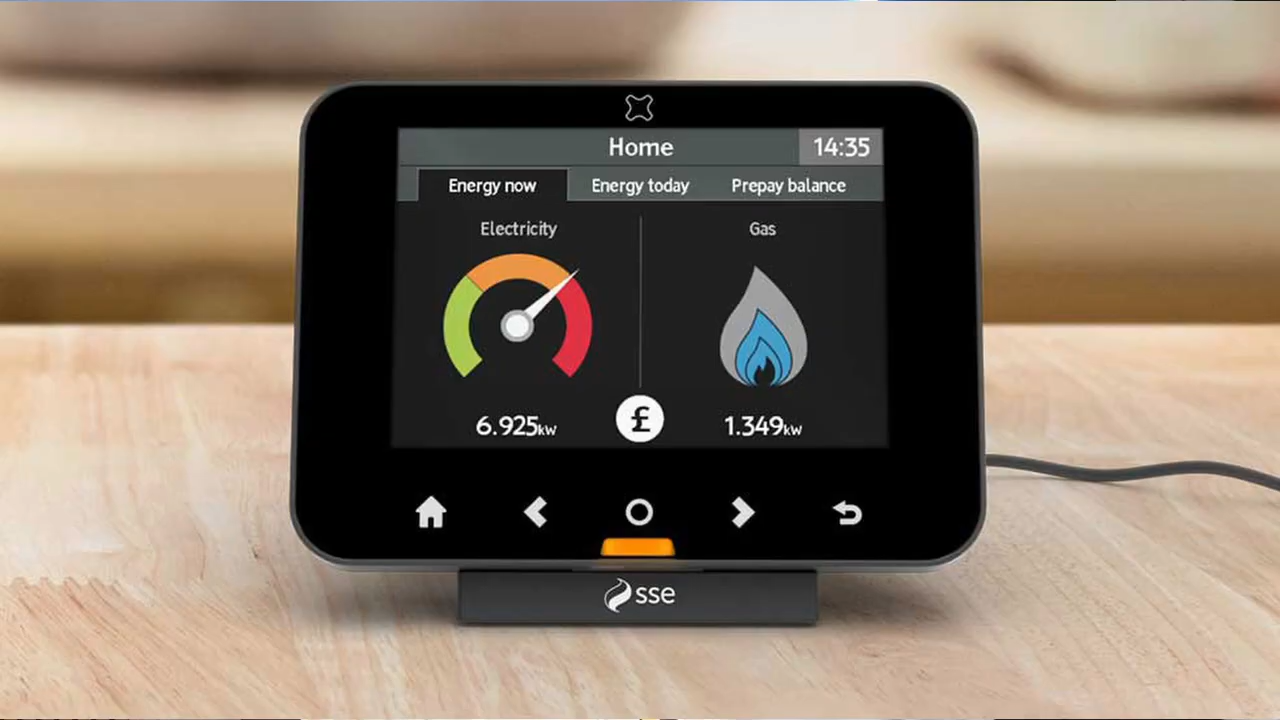 Home 14:35
Energy now Energy today Prepay balance
Electricity Gas
6.925kW £ 1.349kW
sse